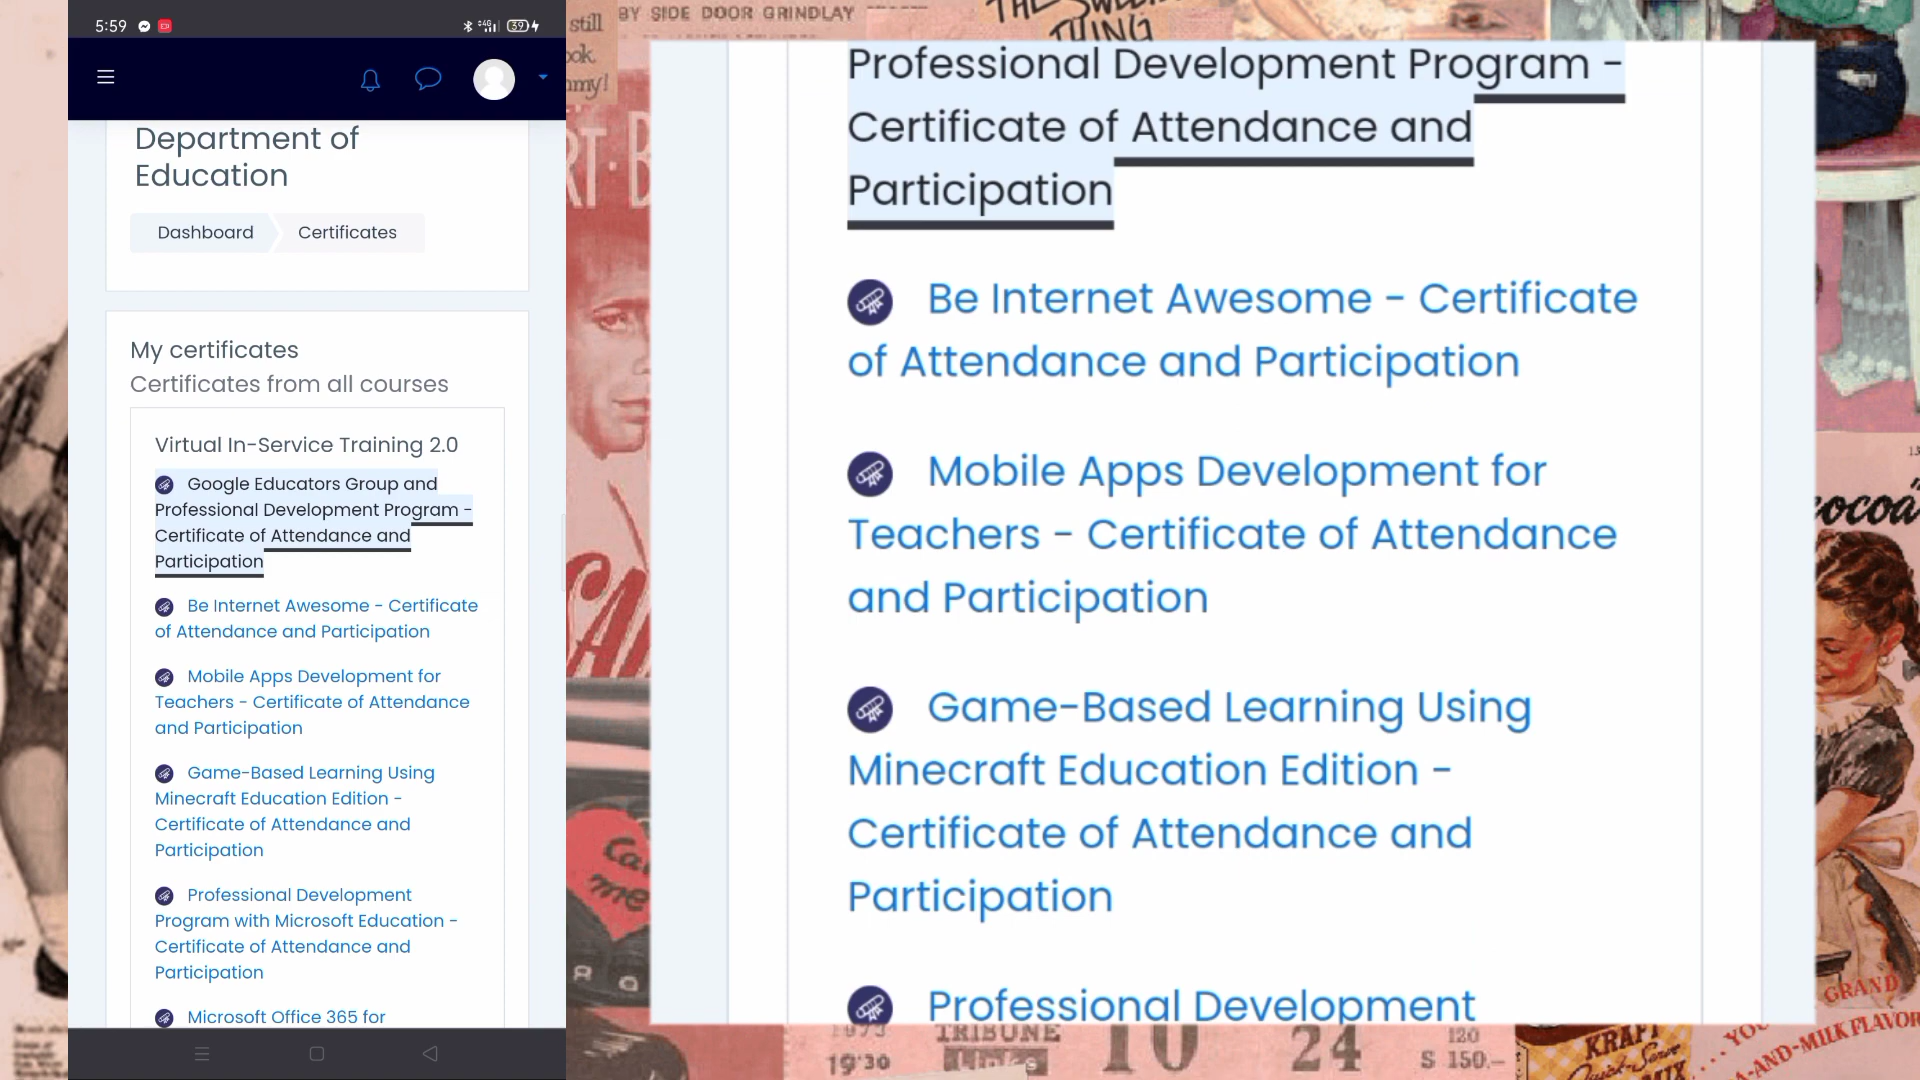 5:59
39
Department of
Education
Dashboard
Certificates
My certificates
Certificates from all courses
Virtual In-Service Training 2.0
Google Educators Group and
Professional Development Program -
Certificate of Attendance and
Participation
Be Internet Awesome - Certificate
of Attendance and Participation
Mobile Apps Development for
Teachers - Certificate of Attendance
and Participation
Game-Based Learning Using
Minecraft Education Edition -
Certificate of Attendance and
Participation
Professional Development
Program with Microsoft Education -
Certificate of Attendance and
Participation
Microsoft Office 365 for
BY SIDE DOOR GRINDLAY
still
THING
Professional Development Program -
Certificate of Attendance and
Participation
Be Internet Awesome - Certificate
of Attendance and Participation
Mobile Apps Development for
Teachers - Certificate of Attendance
and Participation
Game-Based Learning Using
Minecraft Education Edition -
Certificate of Attendance and
Participation
Professional Development
me
TRIBUNE
19'30
10
24
120
S 150.-
KRAFT
GRAND